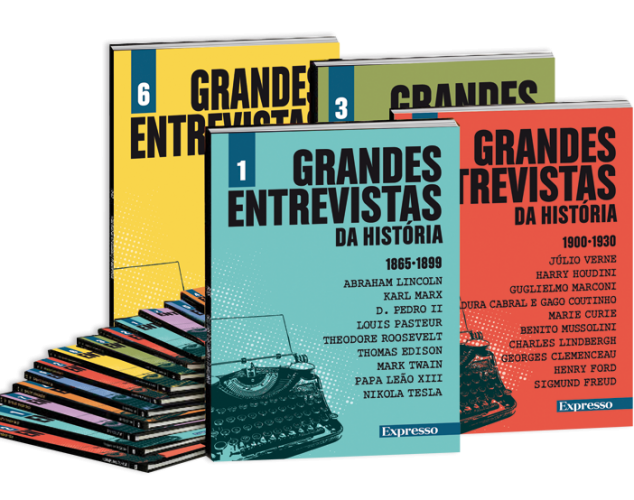 6
GRANDES
ENTREVISTAS
3
GRANDES
1
GRANDES
ENTREVISTAS
DA HISTÓRIA
1865•1899
ABRAHAM LINCOLN
KARL MARX
D. PEDRO II
LOUIS PASTEUR
THEODORE ROOSEVELT
THOMAS EDISON
MARK TWAIN
PAPA LEÃO XIII
NIKOLA TESLA
Expresso
GRANDES
TREVISTAS
DA HISTÓRIA
1900•1930
JÚLIO VERNE
HARRY HOUDINI
GUGLIELMO MARCONI
DURA CABRAL E GAGO COUTINHO
MARIE CURIE
BENITO MUSSOLINI
CHARLES LINDBERGH
GEORGES CLEMENCEAU
HENRY FORD
SIGMUND FREUD
Expresso